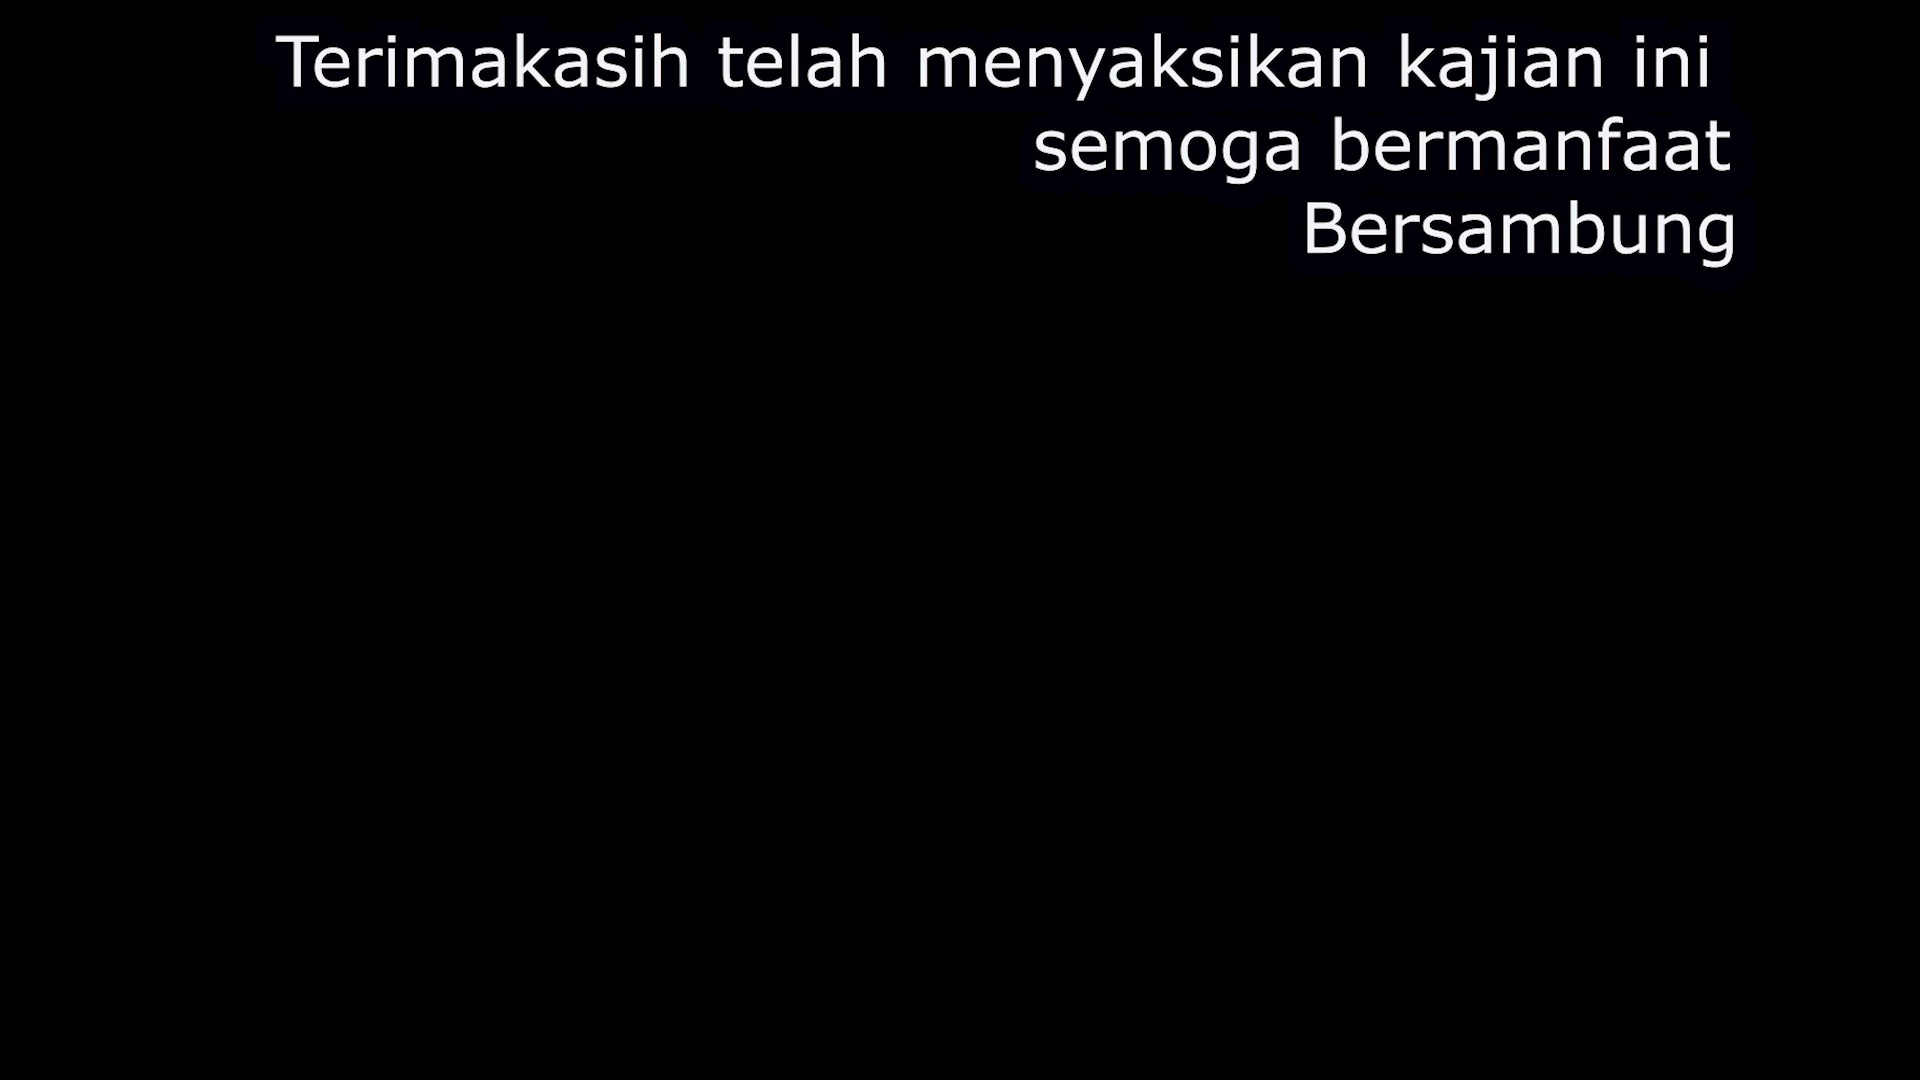 Terimakasih telah menyaksikan kajian ini
semoga bermanfaat
Bersambung